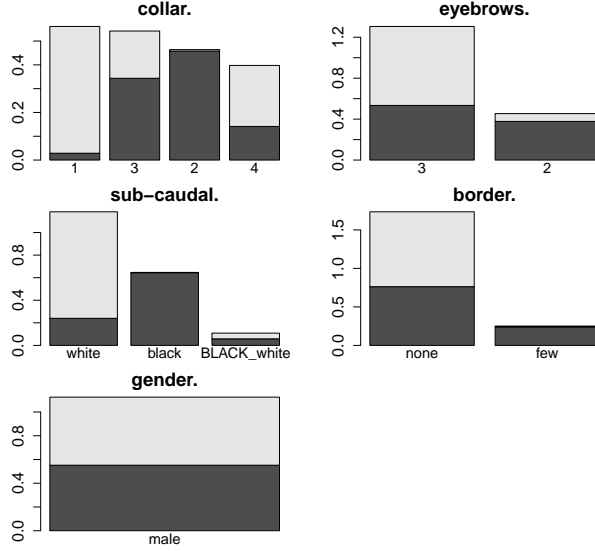 collar.
0.0 0.2 0.4
1 3 2 4
eyebrows.
0.0 0.4 0.8 1.2
3 2
sub-caudal.
0.0 0.4 0.8
white black BLACK_white
border.
0.0 0.5 1.0 1.5
none few
gender.
0.0 0.4 0.8
male